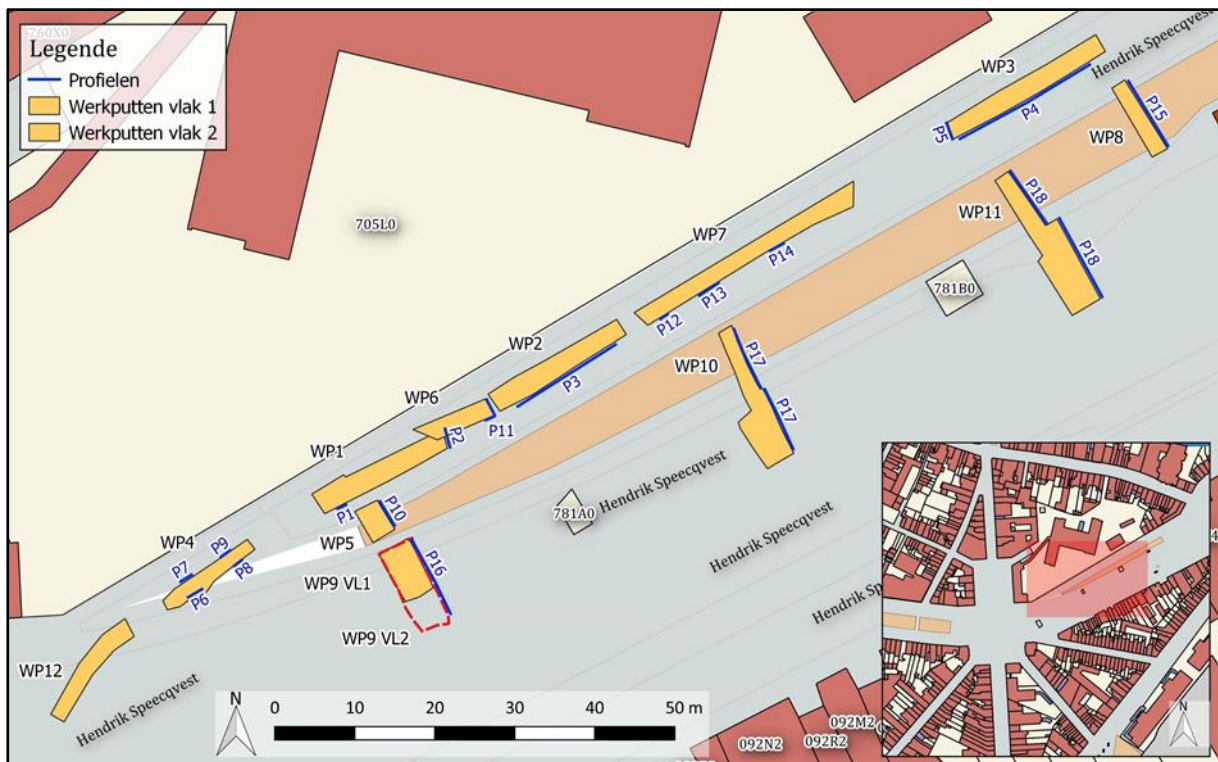 760X0
Legende
Profielen
Werkputten vlak 1
Werkputten vlak 2
705L0
WP3
Hendrik Speecqvest
P4
P5
P15
WP8
P18
WP11
P18
WP7
P14
P13
P12
781B0
WP2
WP10
P17
P3
P17
WP6
P11
P2
WP1
Hendrik Speecqvest
P1
P10
781A0
WP4
WP5
P9
P7
P8
P6
P16
WP9 VL1
Hendrik Speecqvest
WP9 VL2
WP12
Hendrik Speecqvest
N
0 10 20 30 40 50 m
092M2
092R2
092N2
N